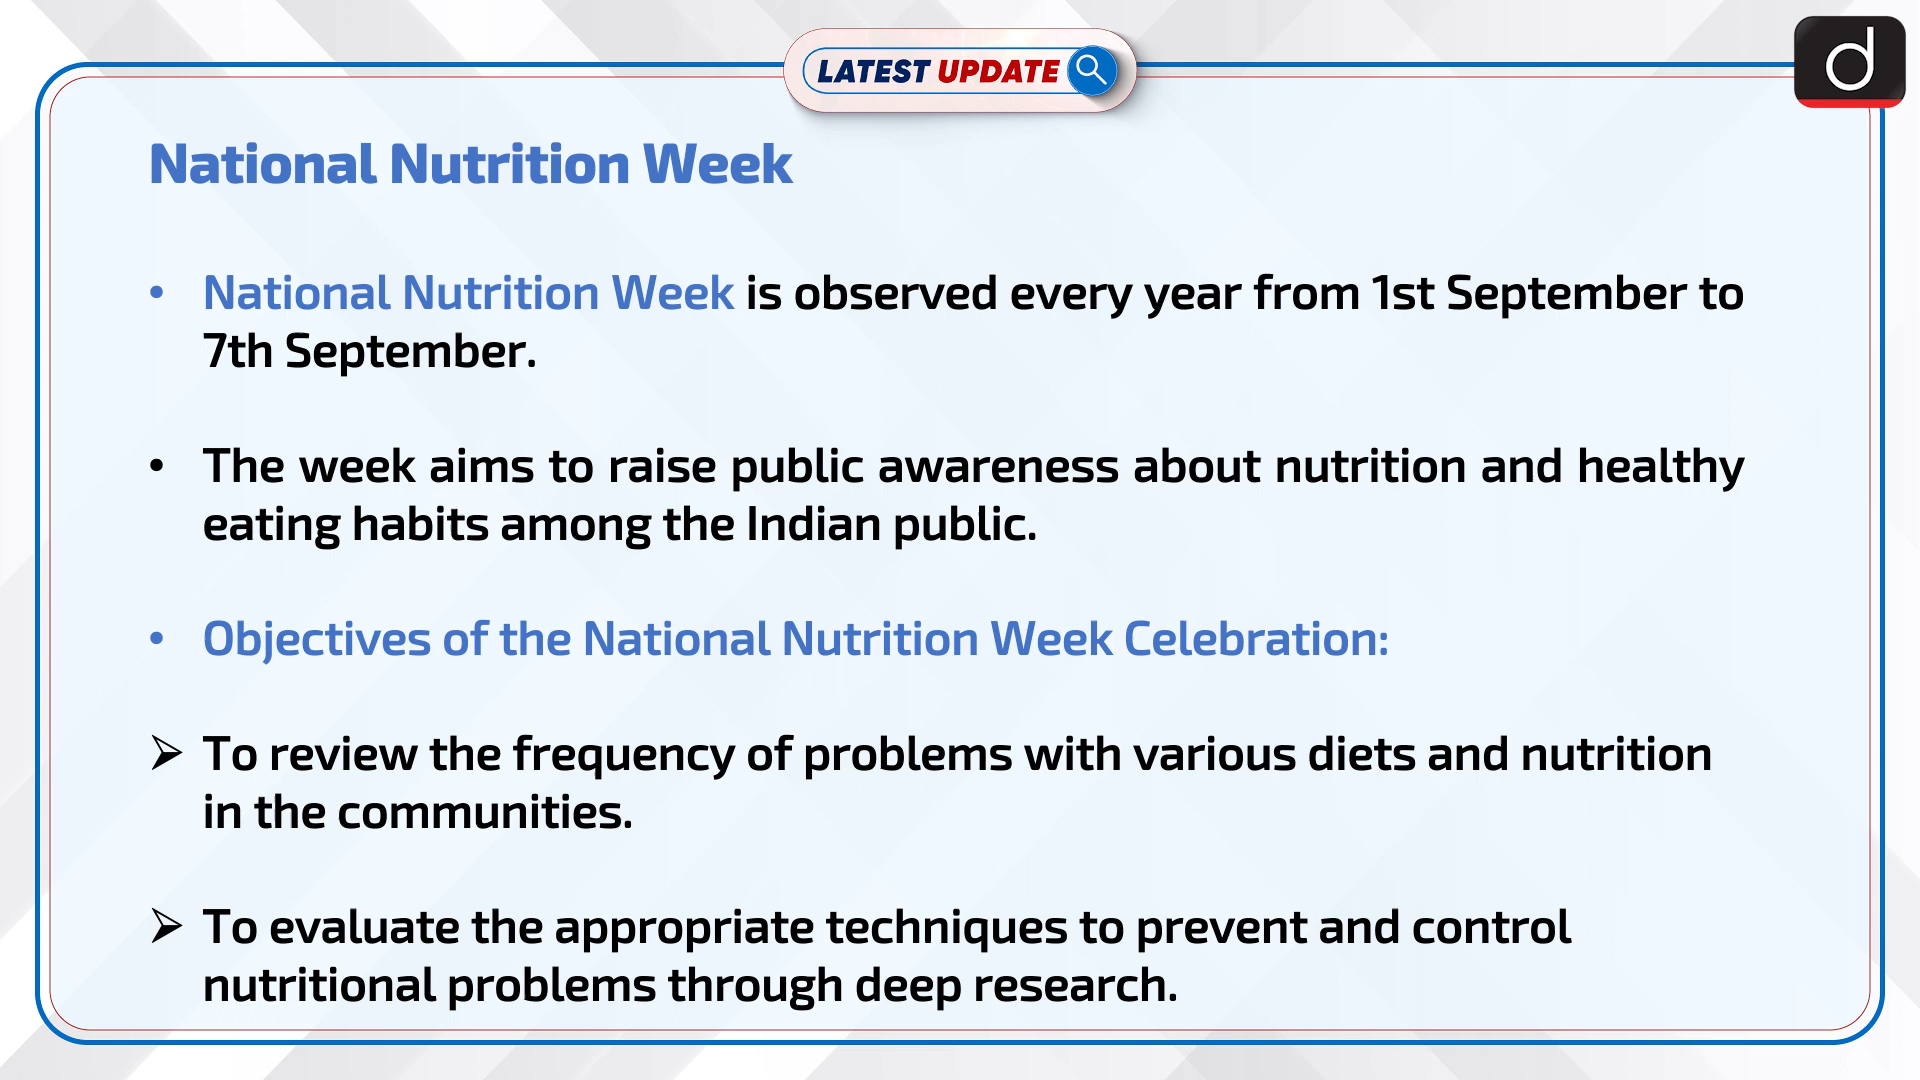 LATEST UPDATE
d
National Nutrition Week
• National Nutrition Week is observed every year from 1st September to
7th September.
• The week aims to raise public awareness about nutrition and healthy
eating habits among the Indian public.
• Objectives of the National Nutrition Week Celebration:
➢ To review the frequency of problems with various diets and nutrition
in the communities.
➢ To evaluate the appropriate techniques to prevent and control
nutritional problems through deep research.